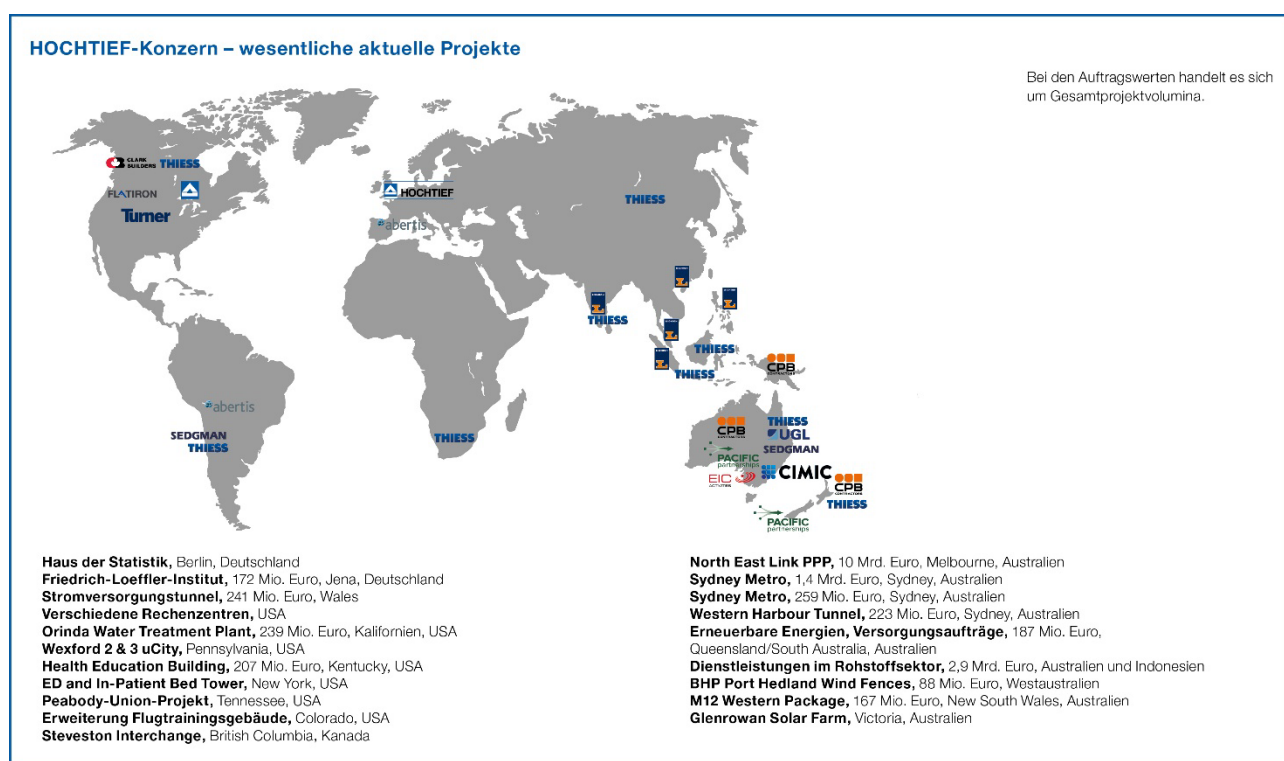 HOCHTIEF-Konzern – wesentliche aktuelle Projekte
Bei den Auftragswerten handelt es sich
um Gesamtprojektvolumina.
CLARK
BUILDERS
THIESS
FLATIRON
Turner
HOCHTIEF
abertis
THIESS
THIESS
THIESS
THIESS
CPB
CONTRACTORS
abertis
SEDGMAN
THIESS
THIESS
CPB
CONTRACTORS
THIESS
UGL
SEDGMAN
PACIFIC
partnerships
EIC
ACTIVITIES
CIMIC
CPB
CONTRACTORS
THIESS
PACIFIC
partnerships
Haus der Statistik, Berlin, Deutschland
Friedrich-Loeffler-Institut, 172 Mio. Euro, Jena, Deutschland
Stromversorgungstunnel, 241 Mio. Euro, Wales
Verschiedene Rechenzentren, USA
Orinda Water Treatment Plant, 239 Mio. Euro, Kalifornien, USA
Wexford 2 & 3 uCity, Pennsylvania, USA
Health Education Building, 207 Mio. Euro, Kentucky, USA
ED and In-Patient Bed Tower, New York, USA
Peabody-Union-Projekt, Tennessee, USA
Erweiterung Flugtrainingsgebäude, Colorado, USA
Steveston Interchange, British Columbia, Kanada
North East Link PPP, 10 Mrd. Euro, Melbourne, Australien
Sydney Metro, 1,4 Mrd. Euro, Sydney, Australien
Sydney Metro, 259 Mio. Euro, Sydney, Australien
Western Harbour Tunnel, 223 Mio. Euro, Sydney, Australien
Erneuerbare Energien, Versorgungsaufträge, 187 Mio. Euro,
Queensland/South Australia, Australien
Dienstleistungen im Rohstoffsektor, 2,9 Mrd. Euro, Australien und Indonesien
BHP Port Hedland Wind Fences, 88 Mio. Euro, Westaustralien
M12 Western Package, 167 Mio. Euro, New South Wales, Australien
Glenrowan Solar Farm, Victoria, Australien